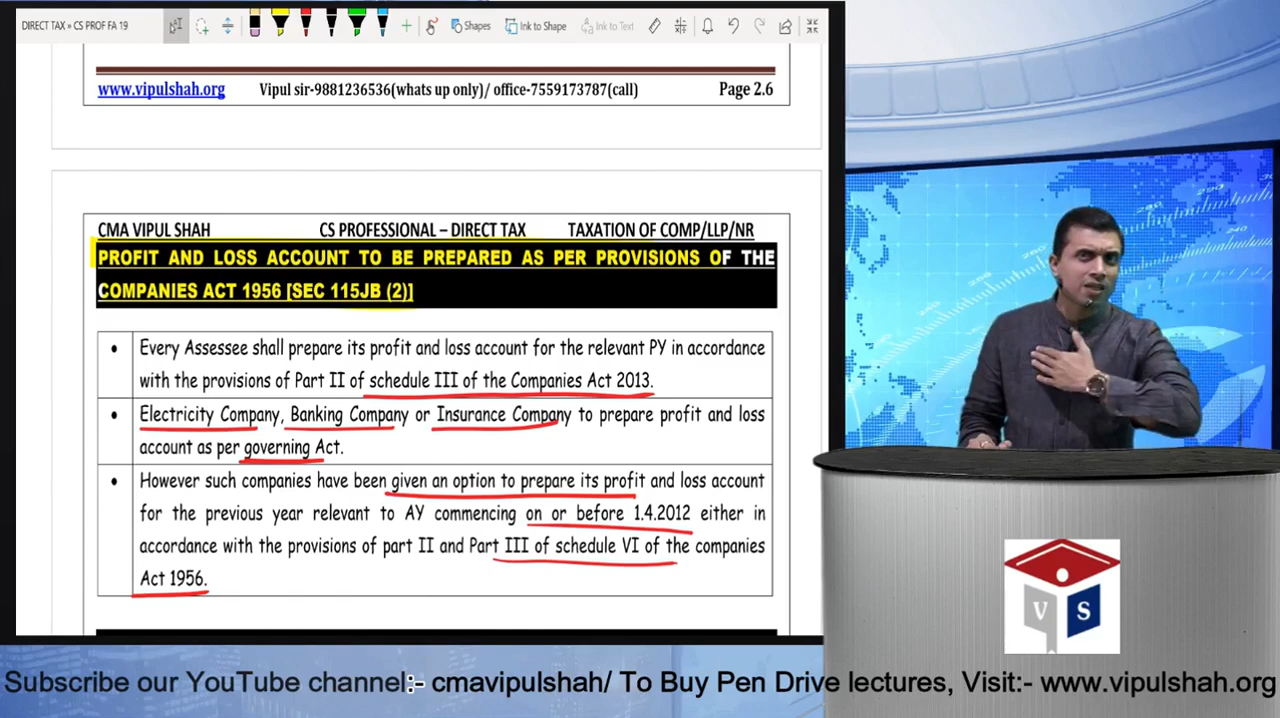 DIRECT TAX » CS PROF FA 19
Shapes
Ink to Shape
Ink to Text
www.vipulshah.org Vipul sir-9881236536(whats up only)/ office-7559173787(call) Page 2.6
CMA VIPUL SHAH CS PROFESSIONAL – DIRECT TAX TAXATION OF COMP/LLP/NR
PROFIT AND LOSS ACCOUNT TO BE PREPARED AS PER PROVISIONS OF THE
COMPANIES ACT 1956 [SEC 115JB (2)]
• Every Assessee shall prepare its profit and loss account for the relevant PY in accordance
with the provisions of Part II of schedule III of the Companies Act 2013.
• Electricity Company, Banking Company or Insurance Company to prepare profit and loss
account as per governing Act.
• However such companies have been given an option to prepare its profit and loss account
for the previous year relevant to AY commencing on or before 1.4.2012 either in
accordance with the provisions of part II and Part III of schedule VI of the companies
Act 1956.
V S
Subscribe our YouTube channel:- cmavipulshah/ To Buy Pen Drive lectures, Visit:- www.vipulshah.org